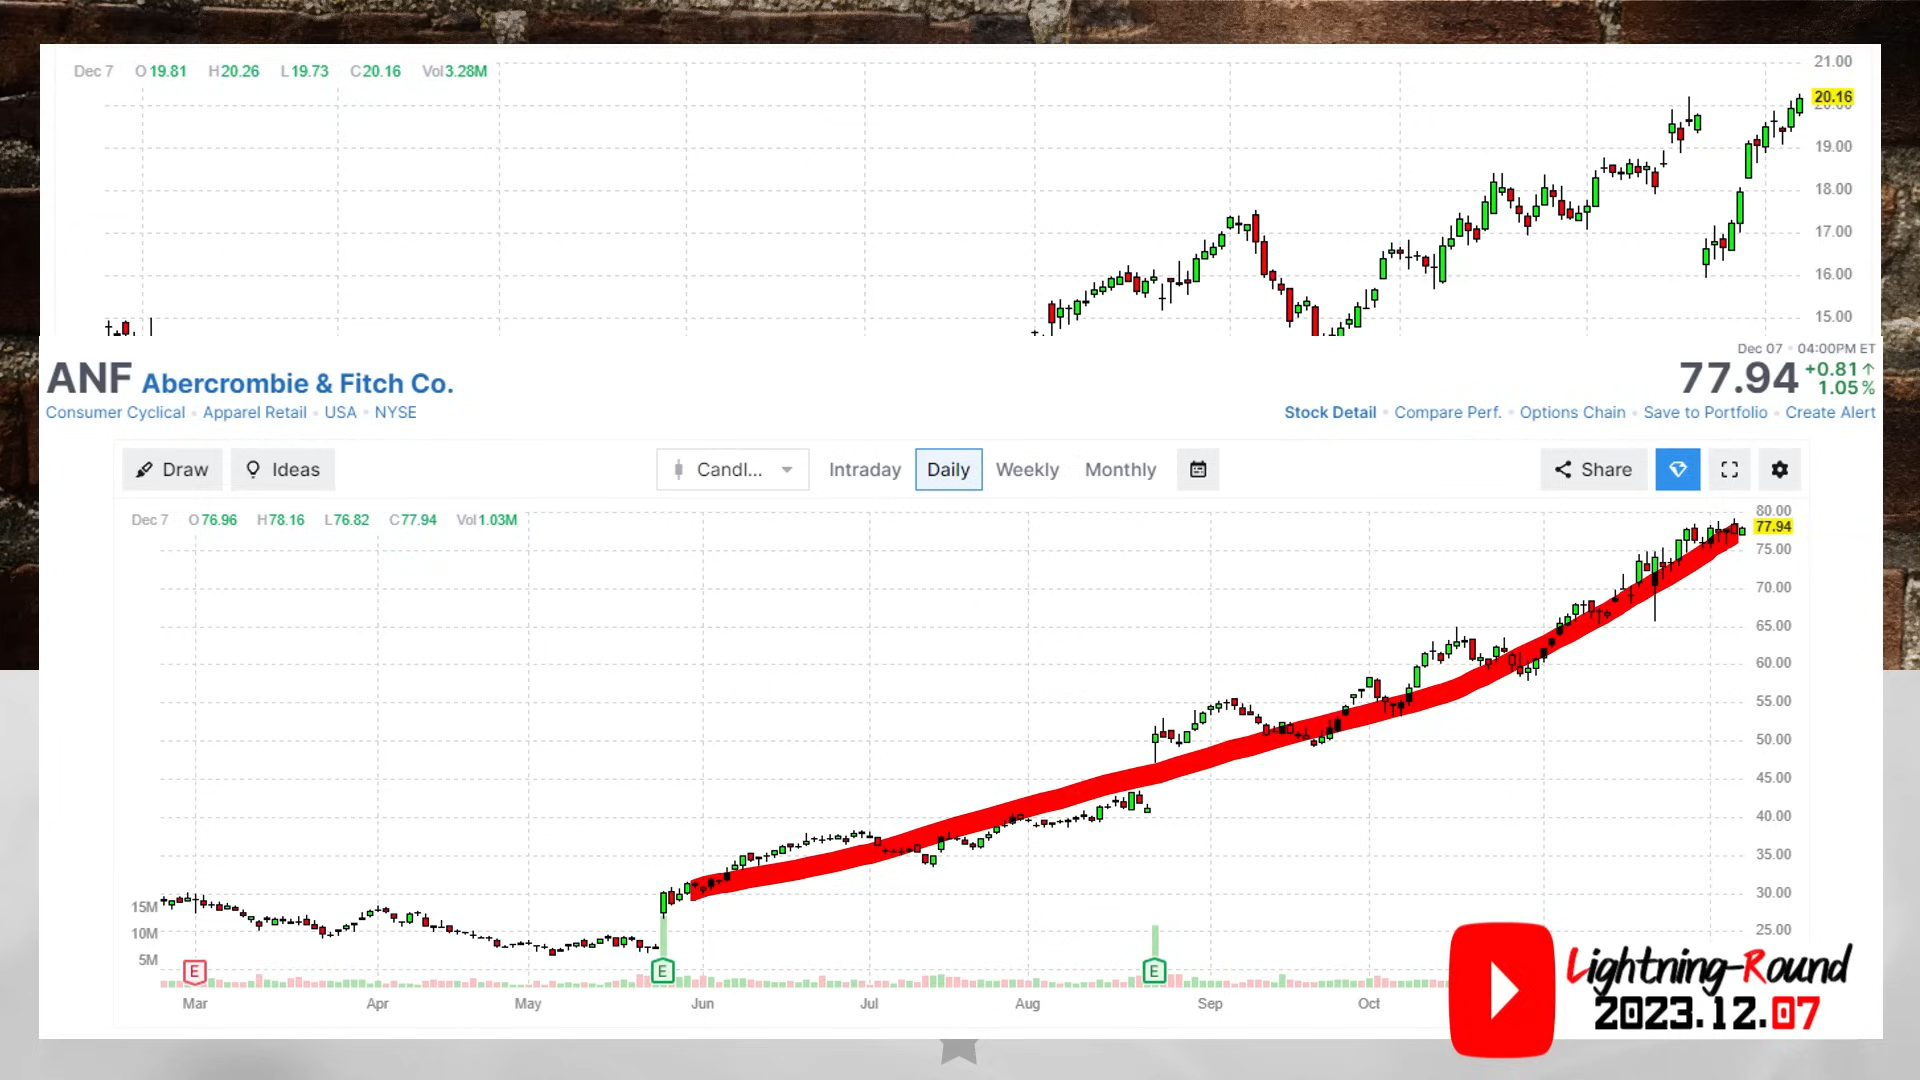 Dec 7 O 19.81 H 20.26 L 19.73 C 20.16 Vol 3.28M
21.00
20.16
19.00
18.00
17.00
16.00
15.00
Dec 07 • 04:00PM ET
ANF Abercrombie & Fitch Co. 77.94 +0.81 1.05%
Consumer Cyclical • Apparel Retail • USA • NYSE
Stock Detail • Compare Perf. • Options Chain • Save to Portfolio • Create Alert
Draw Ideas Candl... Intraday Daily Weekly Monthly Share
Dec 7 O 76.96 H 78.16 L 76.82 C 77.94 Vol 1.03M
80.00
77.94
75.00
70.00
65.00
60.00
55.00
50.00
45.00
40.00
35.00
30.00
25.00
15M
10M
5M
E E E
Mar Apr May Jun Jul Aug Sep Oct
Lightning-Round
2023.12.07